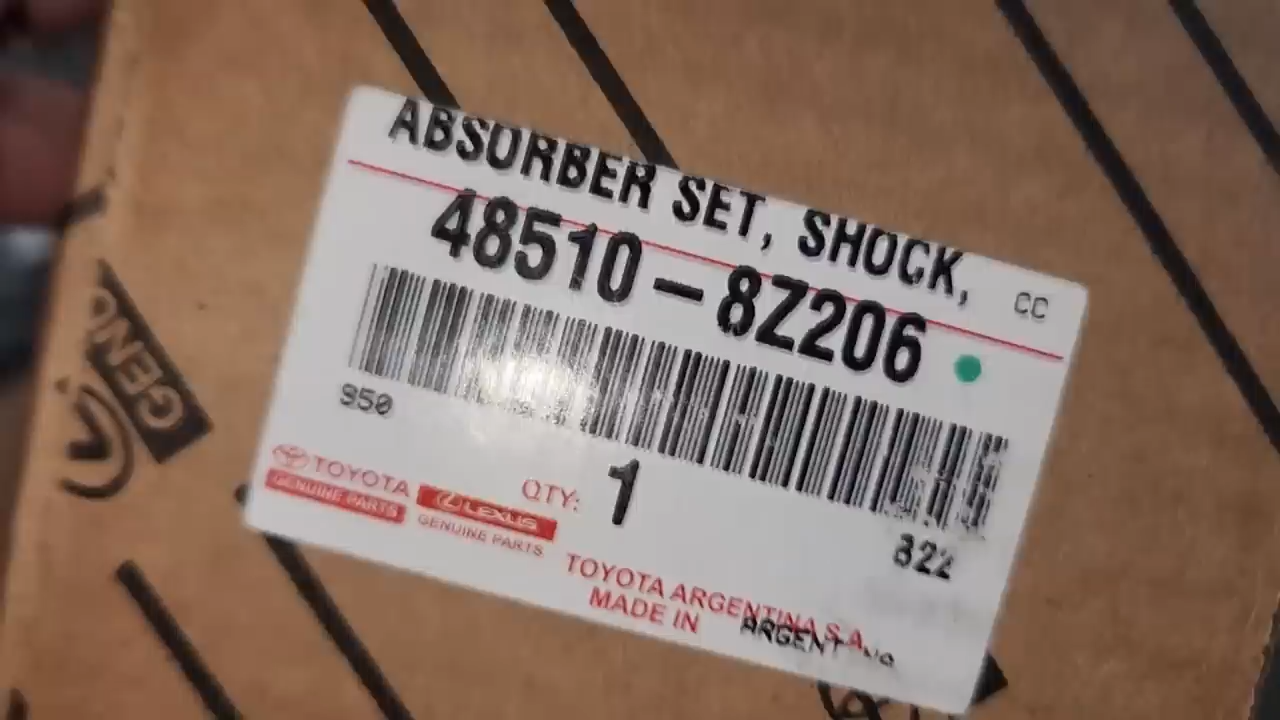 ABSORBER SET, SHOCK,
CC
48510-8Z206
950
QTY: 1
322
TOYOTA
GENUINE PARTS
LEXUS
GENUINE PARTS
TOYOTA ARGENTINA S.A.
MADE IN
GENU